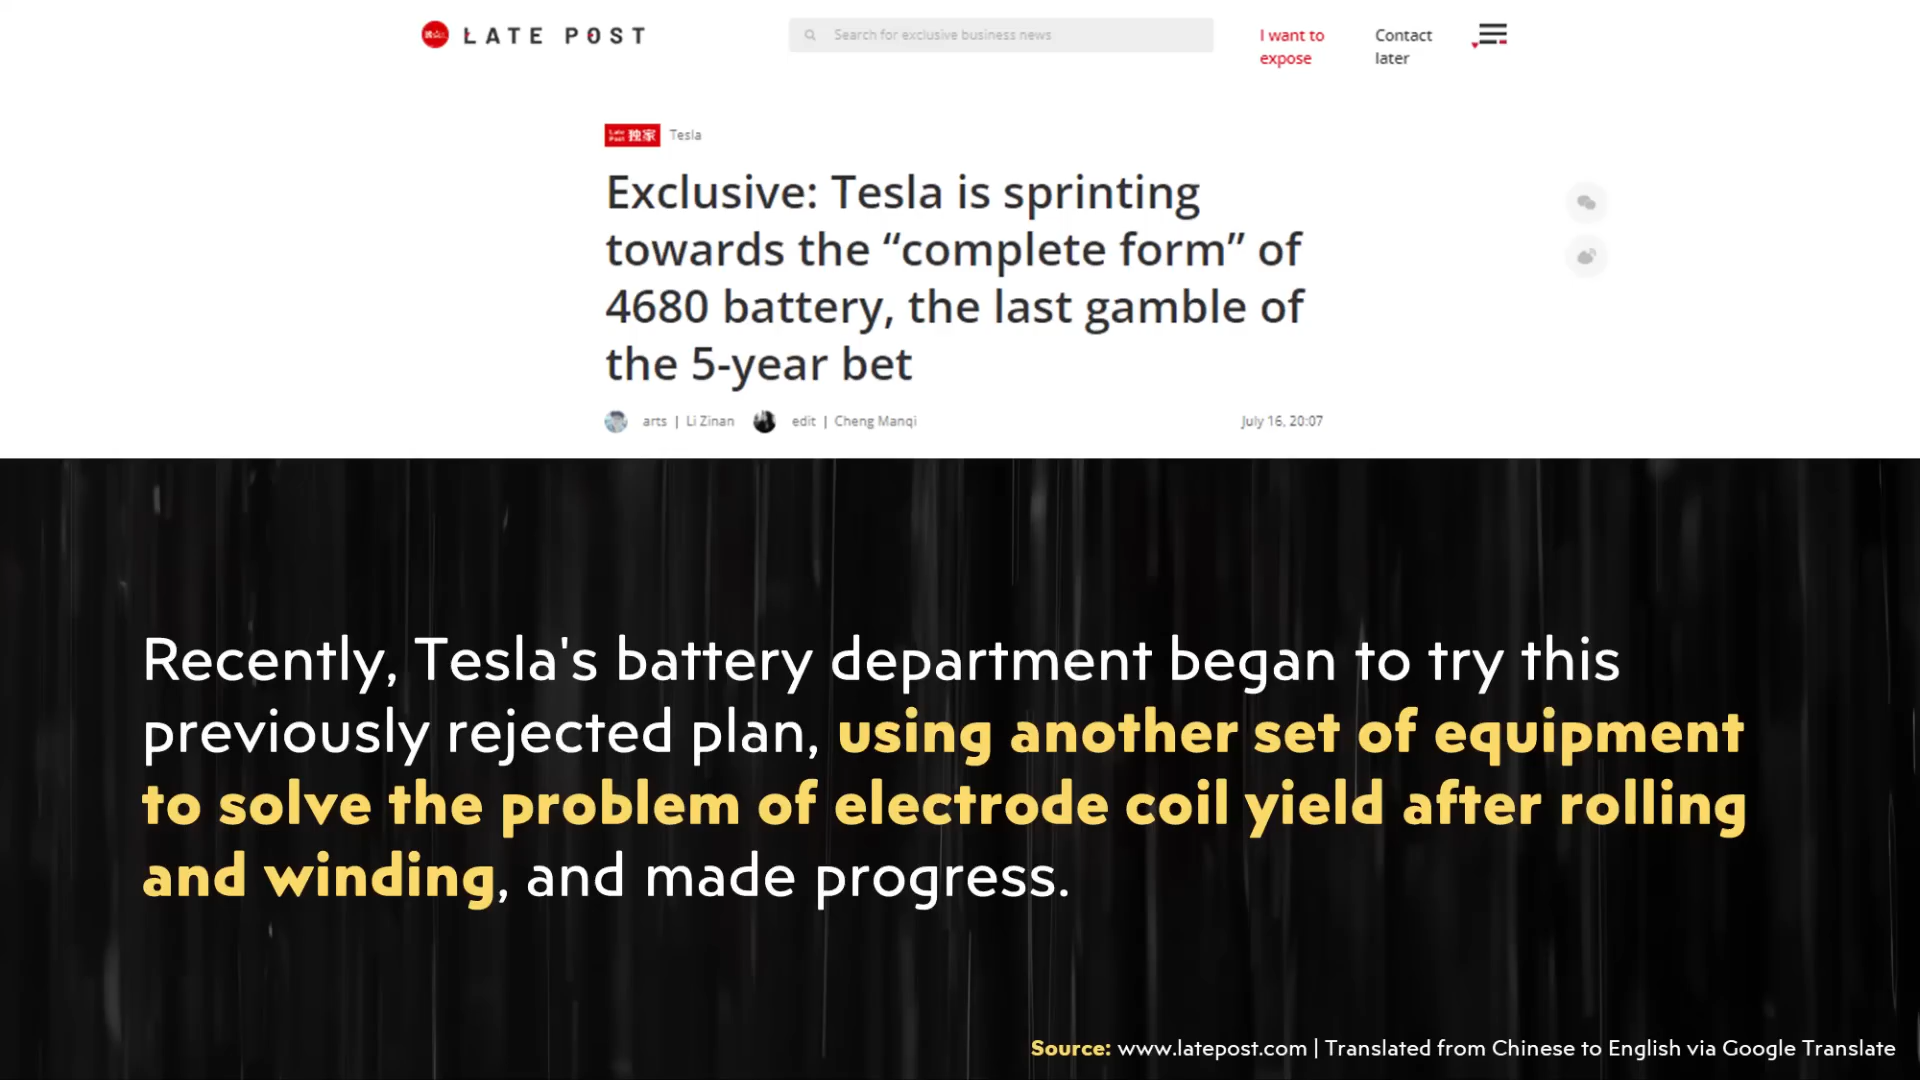 LATE POST
Search for exclusive business news
I want to
expose
Contact
later
Late
Post 独家
Tesla
Exclusive: Tesla is sprinting
towards the “complete form” of
4680 battery, the last gamble of
the 5-year bet
arts | Li Zinan
edit | Cheng Manqi
July 16, 20:07
Recently, Tesla's battery department began to try this
previously rejected plan, using another set of equipment
to solve the problem of electrode coil yield after rolling
and winding, and made progress.
Source: www.latepost.com | Translated from Chinese to English via Google Translate